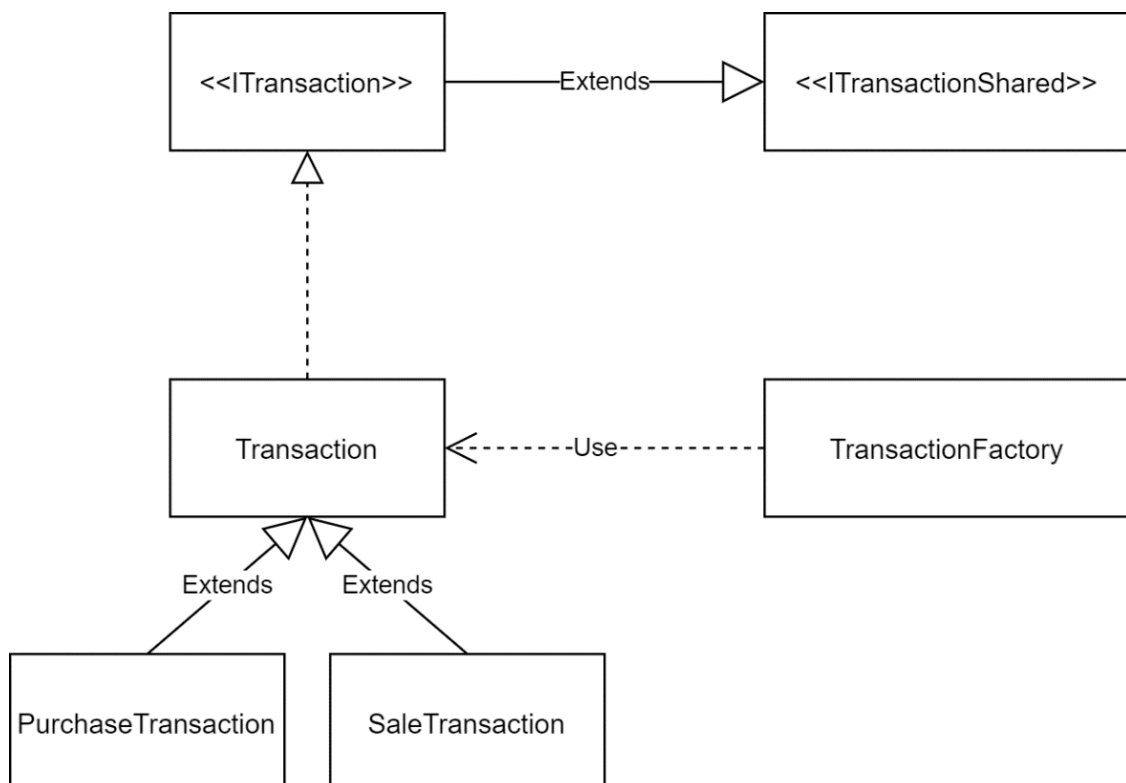 <<ITransaction>>
Extends
<<ITransactionShared>>
Transaction
Use
TransactionFactory
Extends
Extends
PurchaseTransaction
SaleTransaction